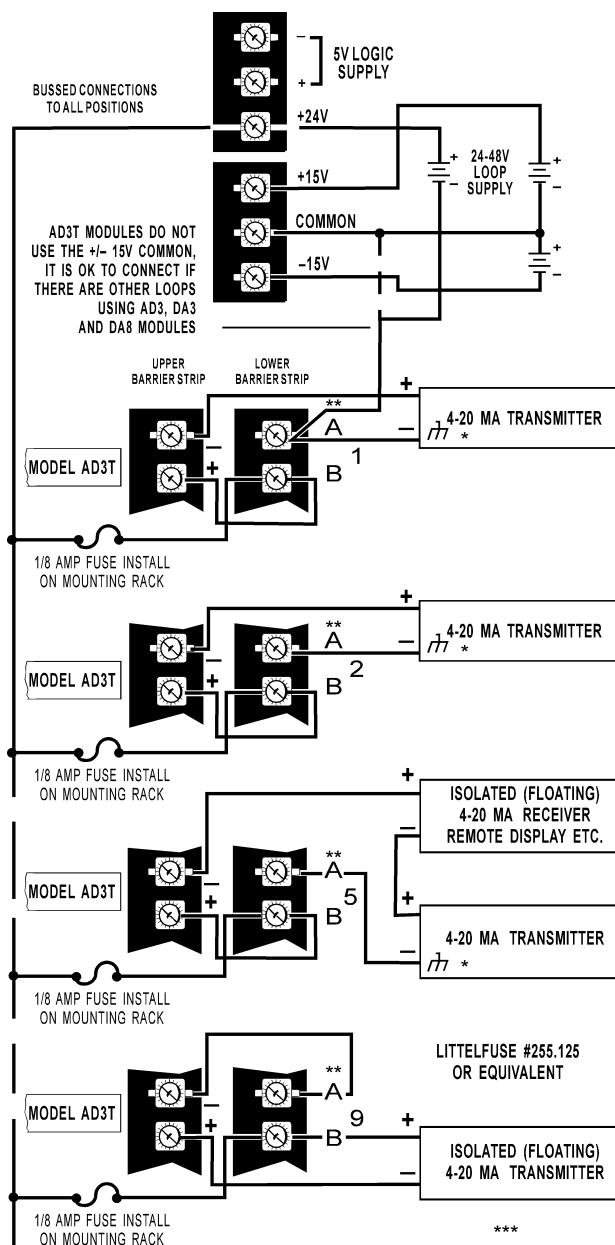 –
5V LOGIC
SUPPLY
+
BUSSED CONNECTIONS
TO ALL POSITIONS
+24V
24-48V
LOOP
SUPPLY
+
–
+
–
+15V
COMMON
+
–
–15V
AD3T MODULES DO NOT
USE THE +/– 15V COMMON,
IT IS OK TO CONNECT IF
THERE ARE OTHER LOOPS
USING AD3, DA3
AND DA8 MODULES
UPPER
BARRIER STRIP
LOWER
BARRIER STRIP
+
**
A
4-20 MA TRANSMITTER
–
*
–
1
MODEL AD3T
+
B
1/8 AMP FUSE INSTALL
ON MOUNTING RACK
+
**
A
4-20 MA TRANSMITTER
–
*
–
2
MODEL AD3T
+
B
1/8 AMP FUSE INSTALL
ON MOUNTING RACK
+
ISOLATED (FLOATING)
4-20 MA RECEIVER
REMOTE DISPLAY ETC.
–
**
A
–
5
MODEL AD3T
+
B
+
4-20 MA TRANSMITTER
–
*
1/8 AMP FUSE INSTALL
ON MOUNTING RACK
LITTELFUSE #255.125
OR EQUIVALENT
**
A
–
9
MODEL AD3T
+
B
+
ISOLATED (FLOATING)
4-20 MA TRANSMITTER
–
1/8 AMP FUSE INSTALL
ON MOUNTING RACK
***